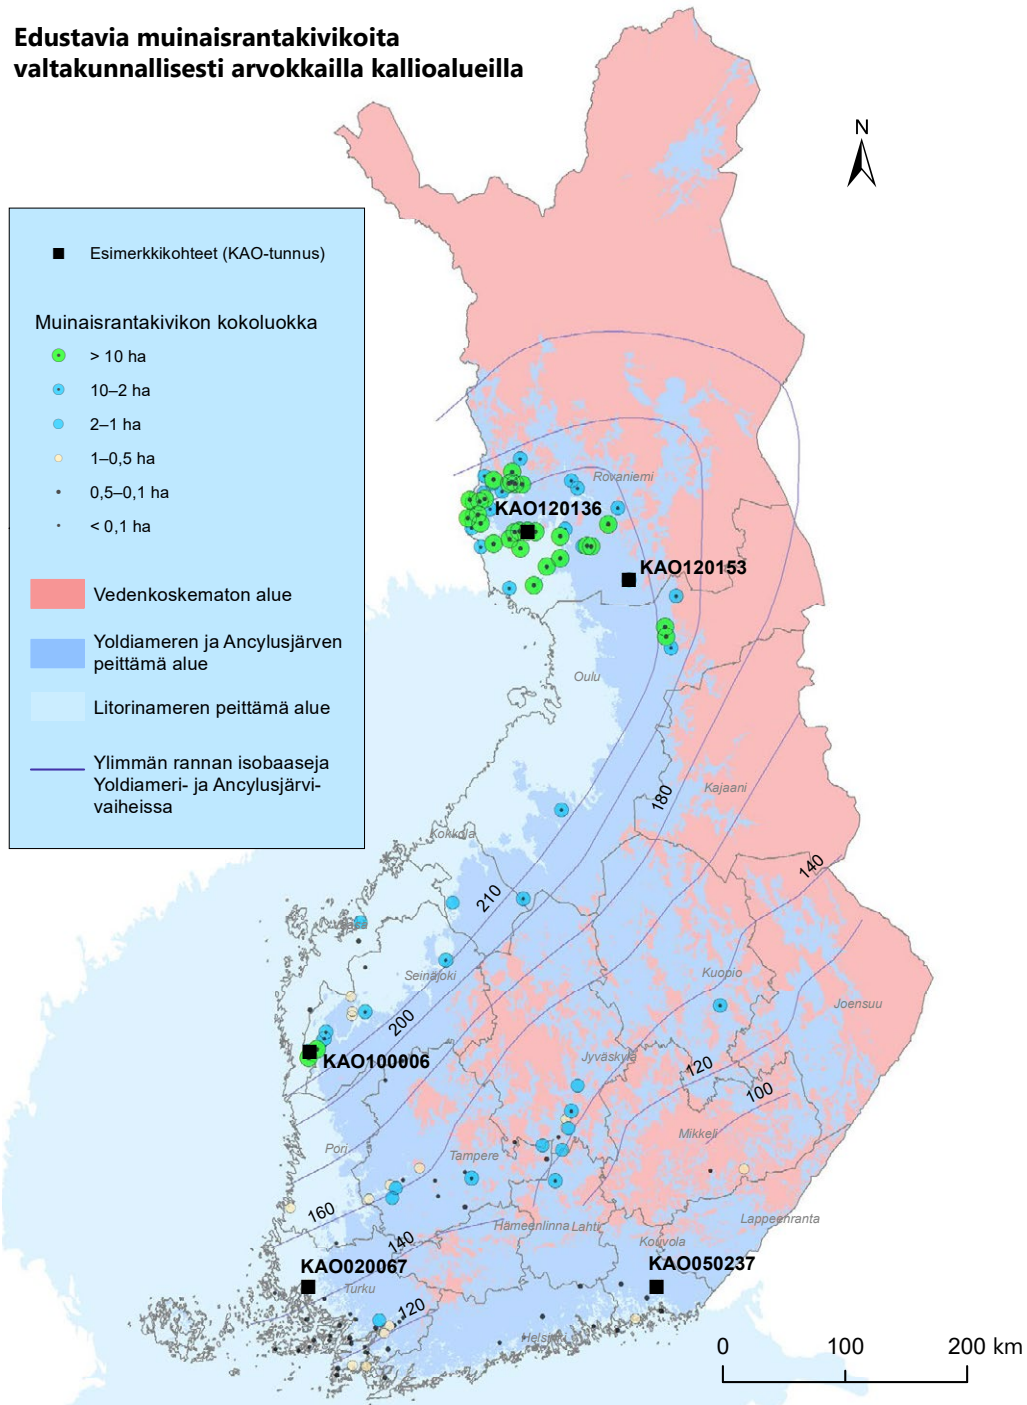 Edustavia muinaisrantakivikoita
valtakunnallisesti arvokkailla kallioalueilla
N
Esimerkkikohteet (KAO-tunnus)
Muinaisrantakivikon kokoluokka
> 10 ha
10–2 ha
2–1 ha
1–0,5 ha
0,5–0,1 ha
< 0,1 ha
Vedenkoskematon alue
Yoldiameren ja Ancylusjärven
peittämä alue
Litorinameren peittämä alue
Ylimmän rannan isobaaseja
Yoldiameri- ja Ancylusjärvi-
vaiheissa
Rovaniemi
KAO120136
KAO120153
Oulu
Kajaani
180
Kokkola
140
210
Seinäjoki
Kuopio
Joensuu
200
KAO100006
Jyväskylä
120
100
Mikkeli
Pori
Tampere
160
Lappeenranta
Hämeenlinna
Lahti
140
Kouvola
KAO020067
KAO050237
Turku
120
Helsinki
0
100
200 km